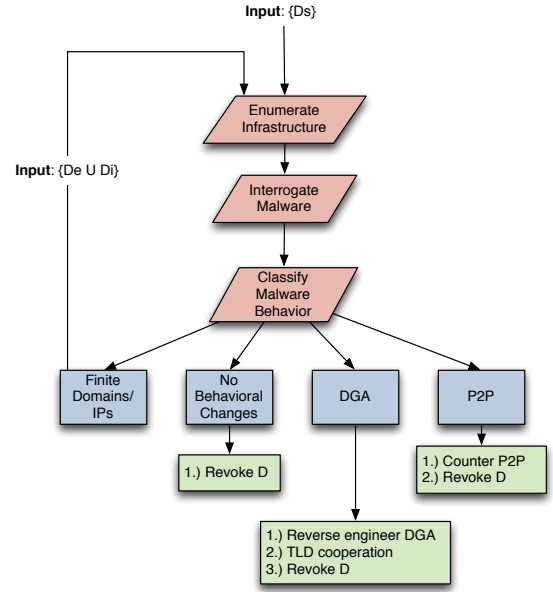 Input: {Ds}
Enumerate
Infrastructure
Input: {De U Di}
Interrogate
Malware
Classify
Malware
Behavior
Finite
Domains/
IPs
No
Behavioral
Changes
DGA
P2P
1.) Revoke D
1.) Counter P2P
2.) Revoke D
1.) Reverse engineer DGA
2.) TLD cooperation
3.) Revoke D